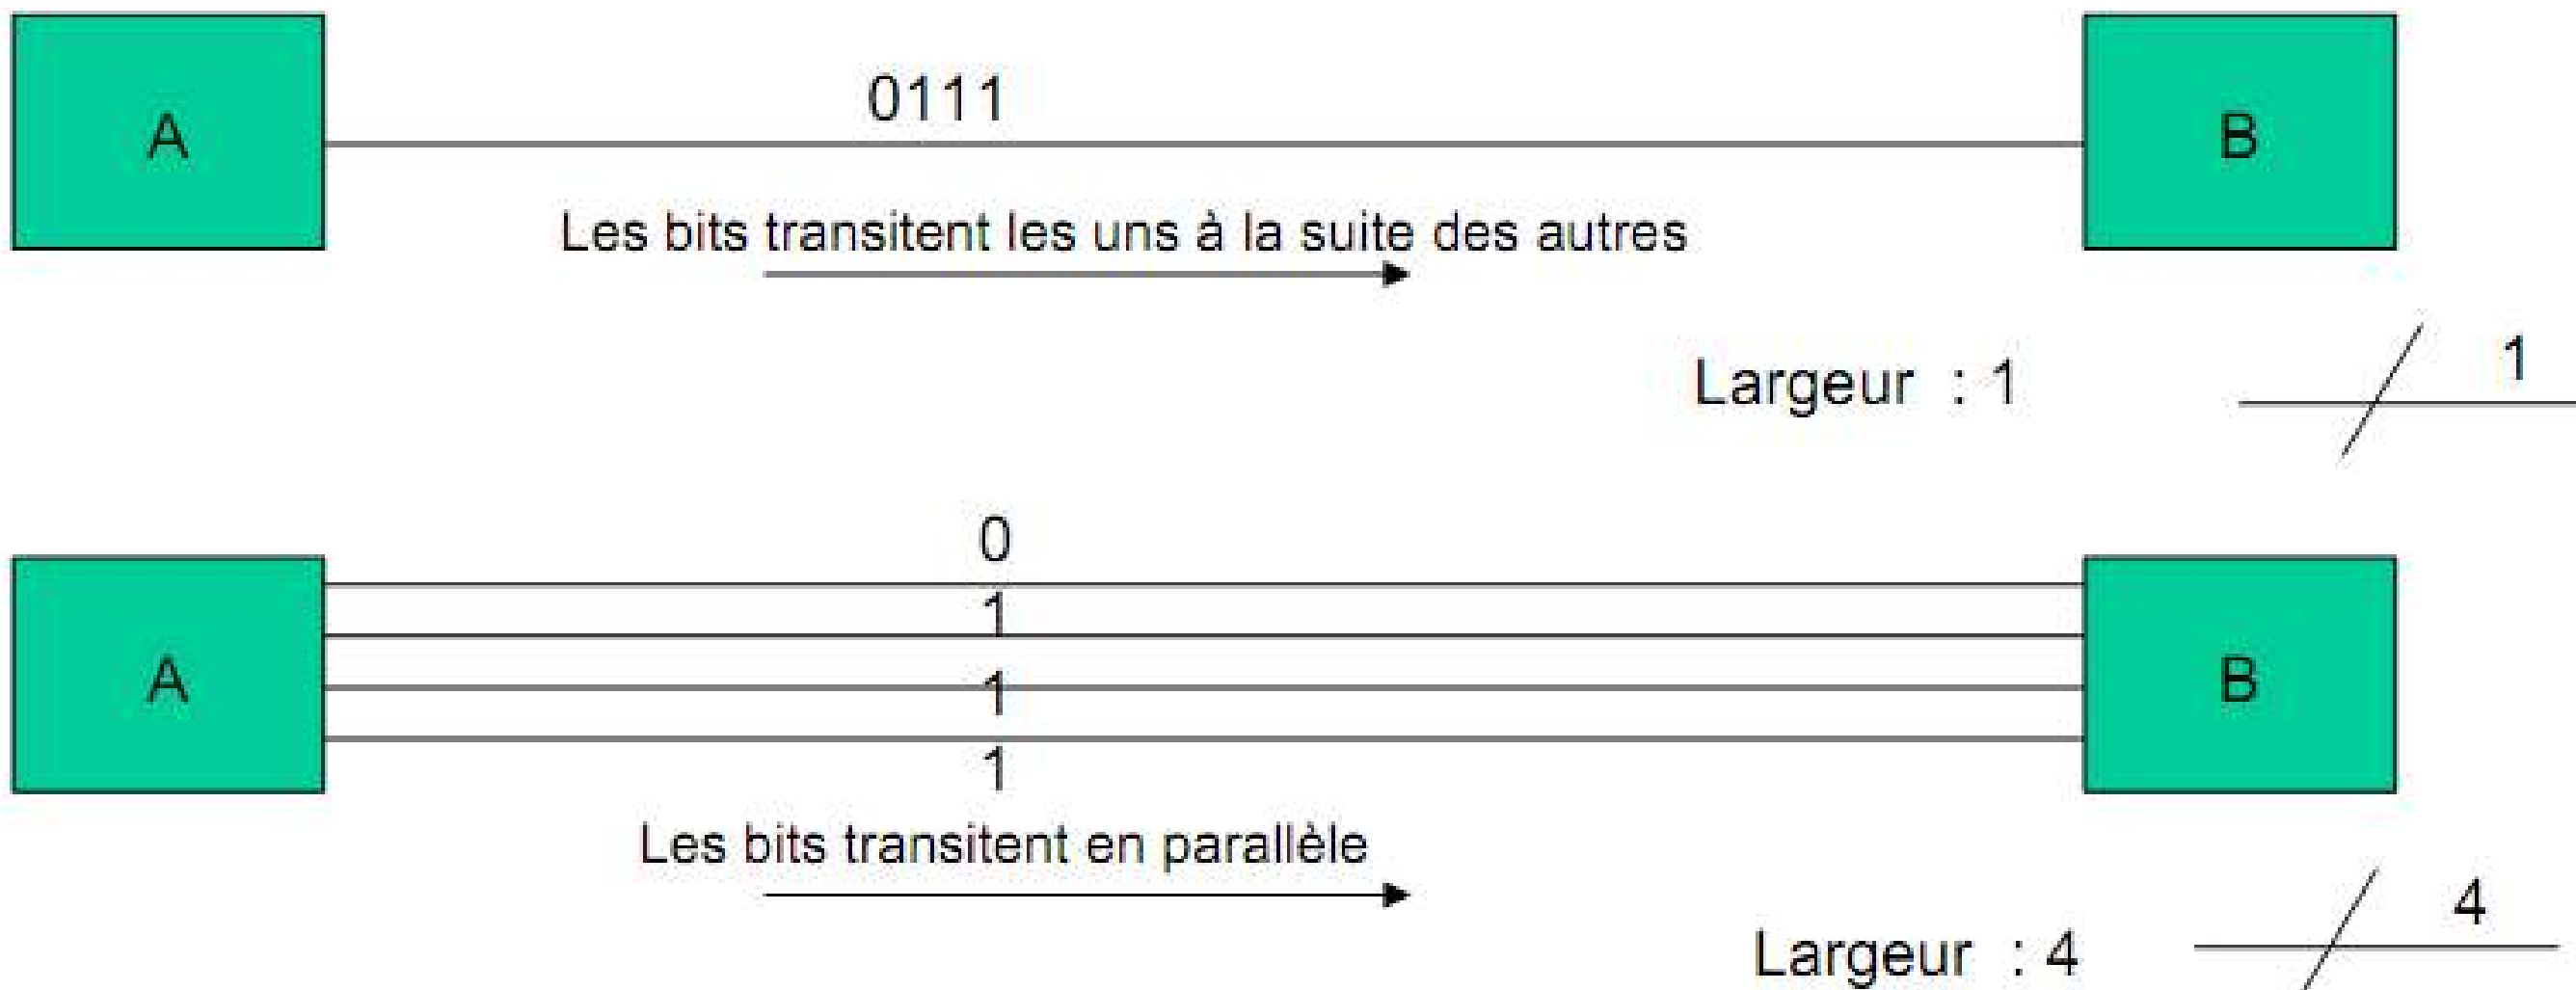 A
0111
B
Les bits transitent les uns à la suite des autres
Largeur : 1
1
0
1
A
1
B
1
Les bits transitent en parallèle
Largeur : 4
4